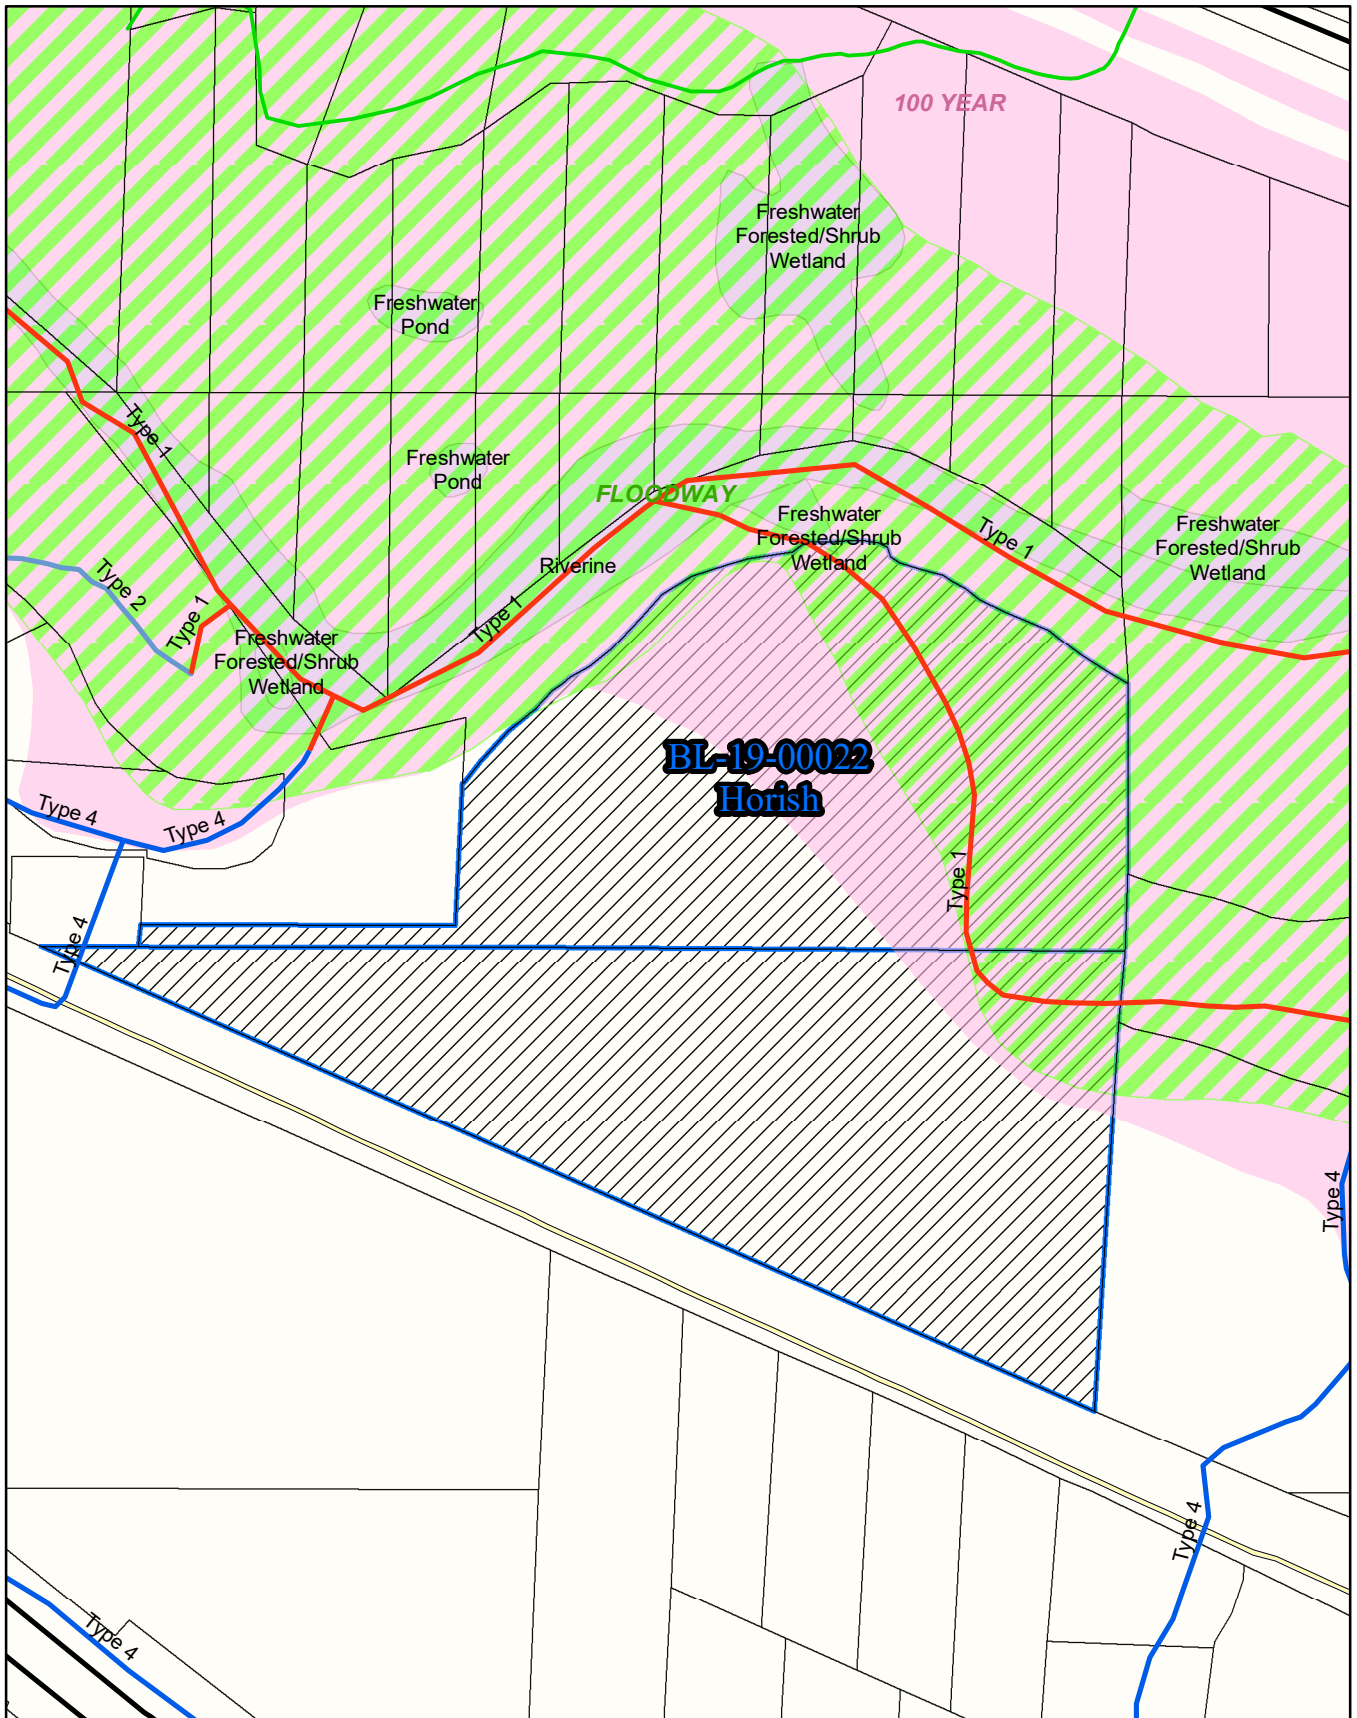 100 YEAR
Freshwater
Forested/Shrub
Wetland
Freshwater
Pond
Type 1
Freshwater
Pond
FLOODWAY
Freshwater
Forested/Shrub
Wetland
Type 1
Freshwater
Forested/Shrub
Wetland
Riverine
Type 2
Type 1
Type 1
Freshwater
Forested/Shrub
Wetland
BL-19-00022
Horish
Type 4
Type 4
Type 1
Type 4
Type 4
Type 4
Type 4